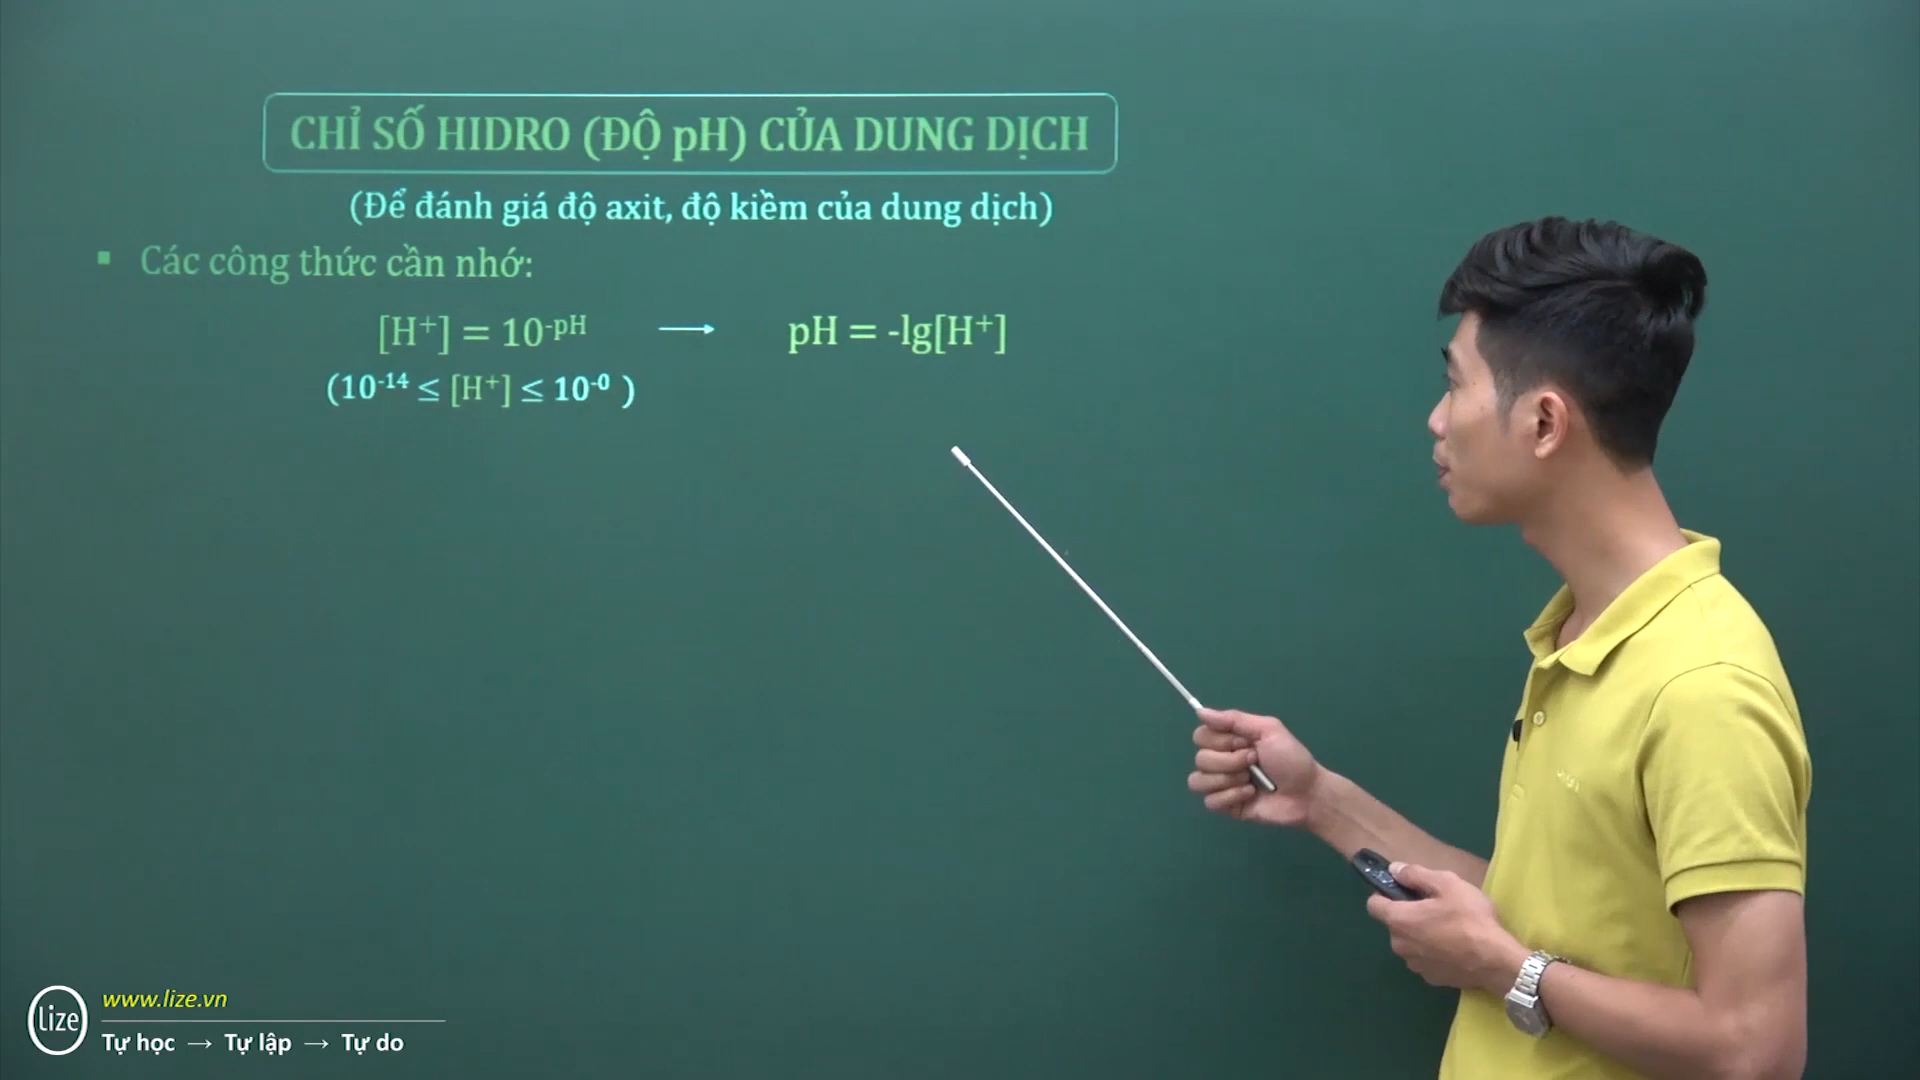 CHỈ SỐ HIDRO (ĐỘ pH) CỦA DUNG DỊCH
(Để đánh giá độ axit, độ kiềm của dung dịch)
▪ Các công thức cần nhớ:
[H⁺] = 10⁻ᵖᴴ ⟶ pH = -lg[H⁺]
(10⁻¹⁴ ≤ [H⁺] ≤ 10⁻⁰ )
lize
www.lize.vn
Tự học → Tự lập → Tự do